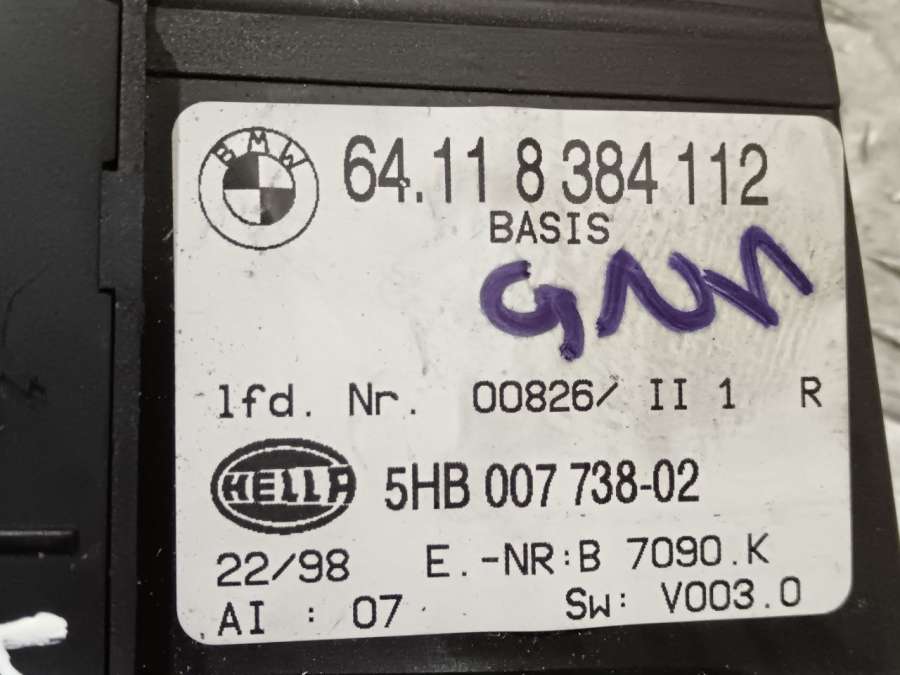 BMW
64.11 8 384 112
BASIS
lfd. Nr. 00826/ II 1 R
HELLA
5HB 007 738-02
22/98 E.-NR:B 7090.K
AI : 07 SW: V003.0